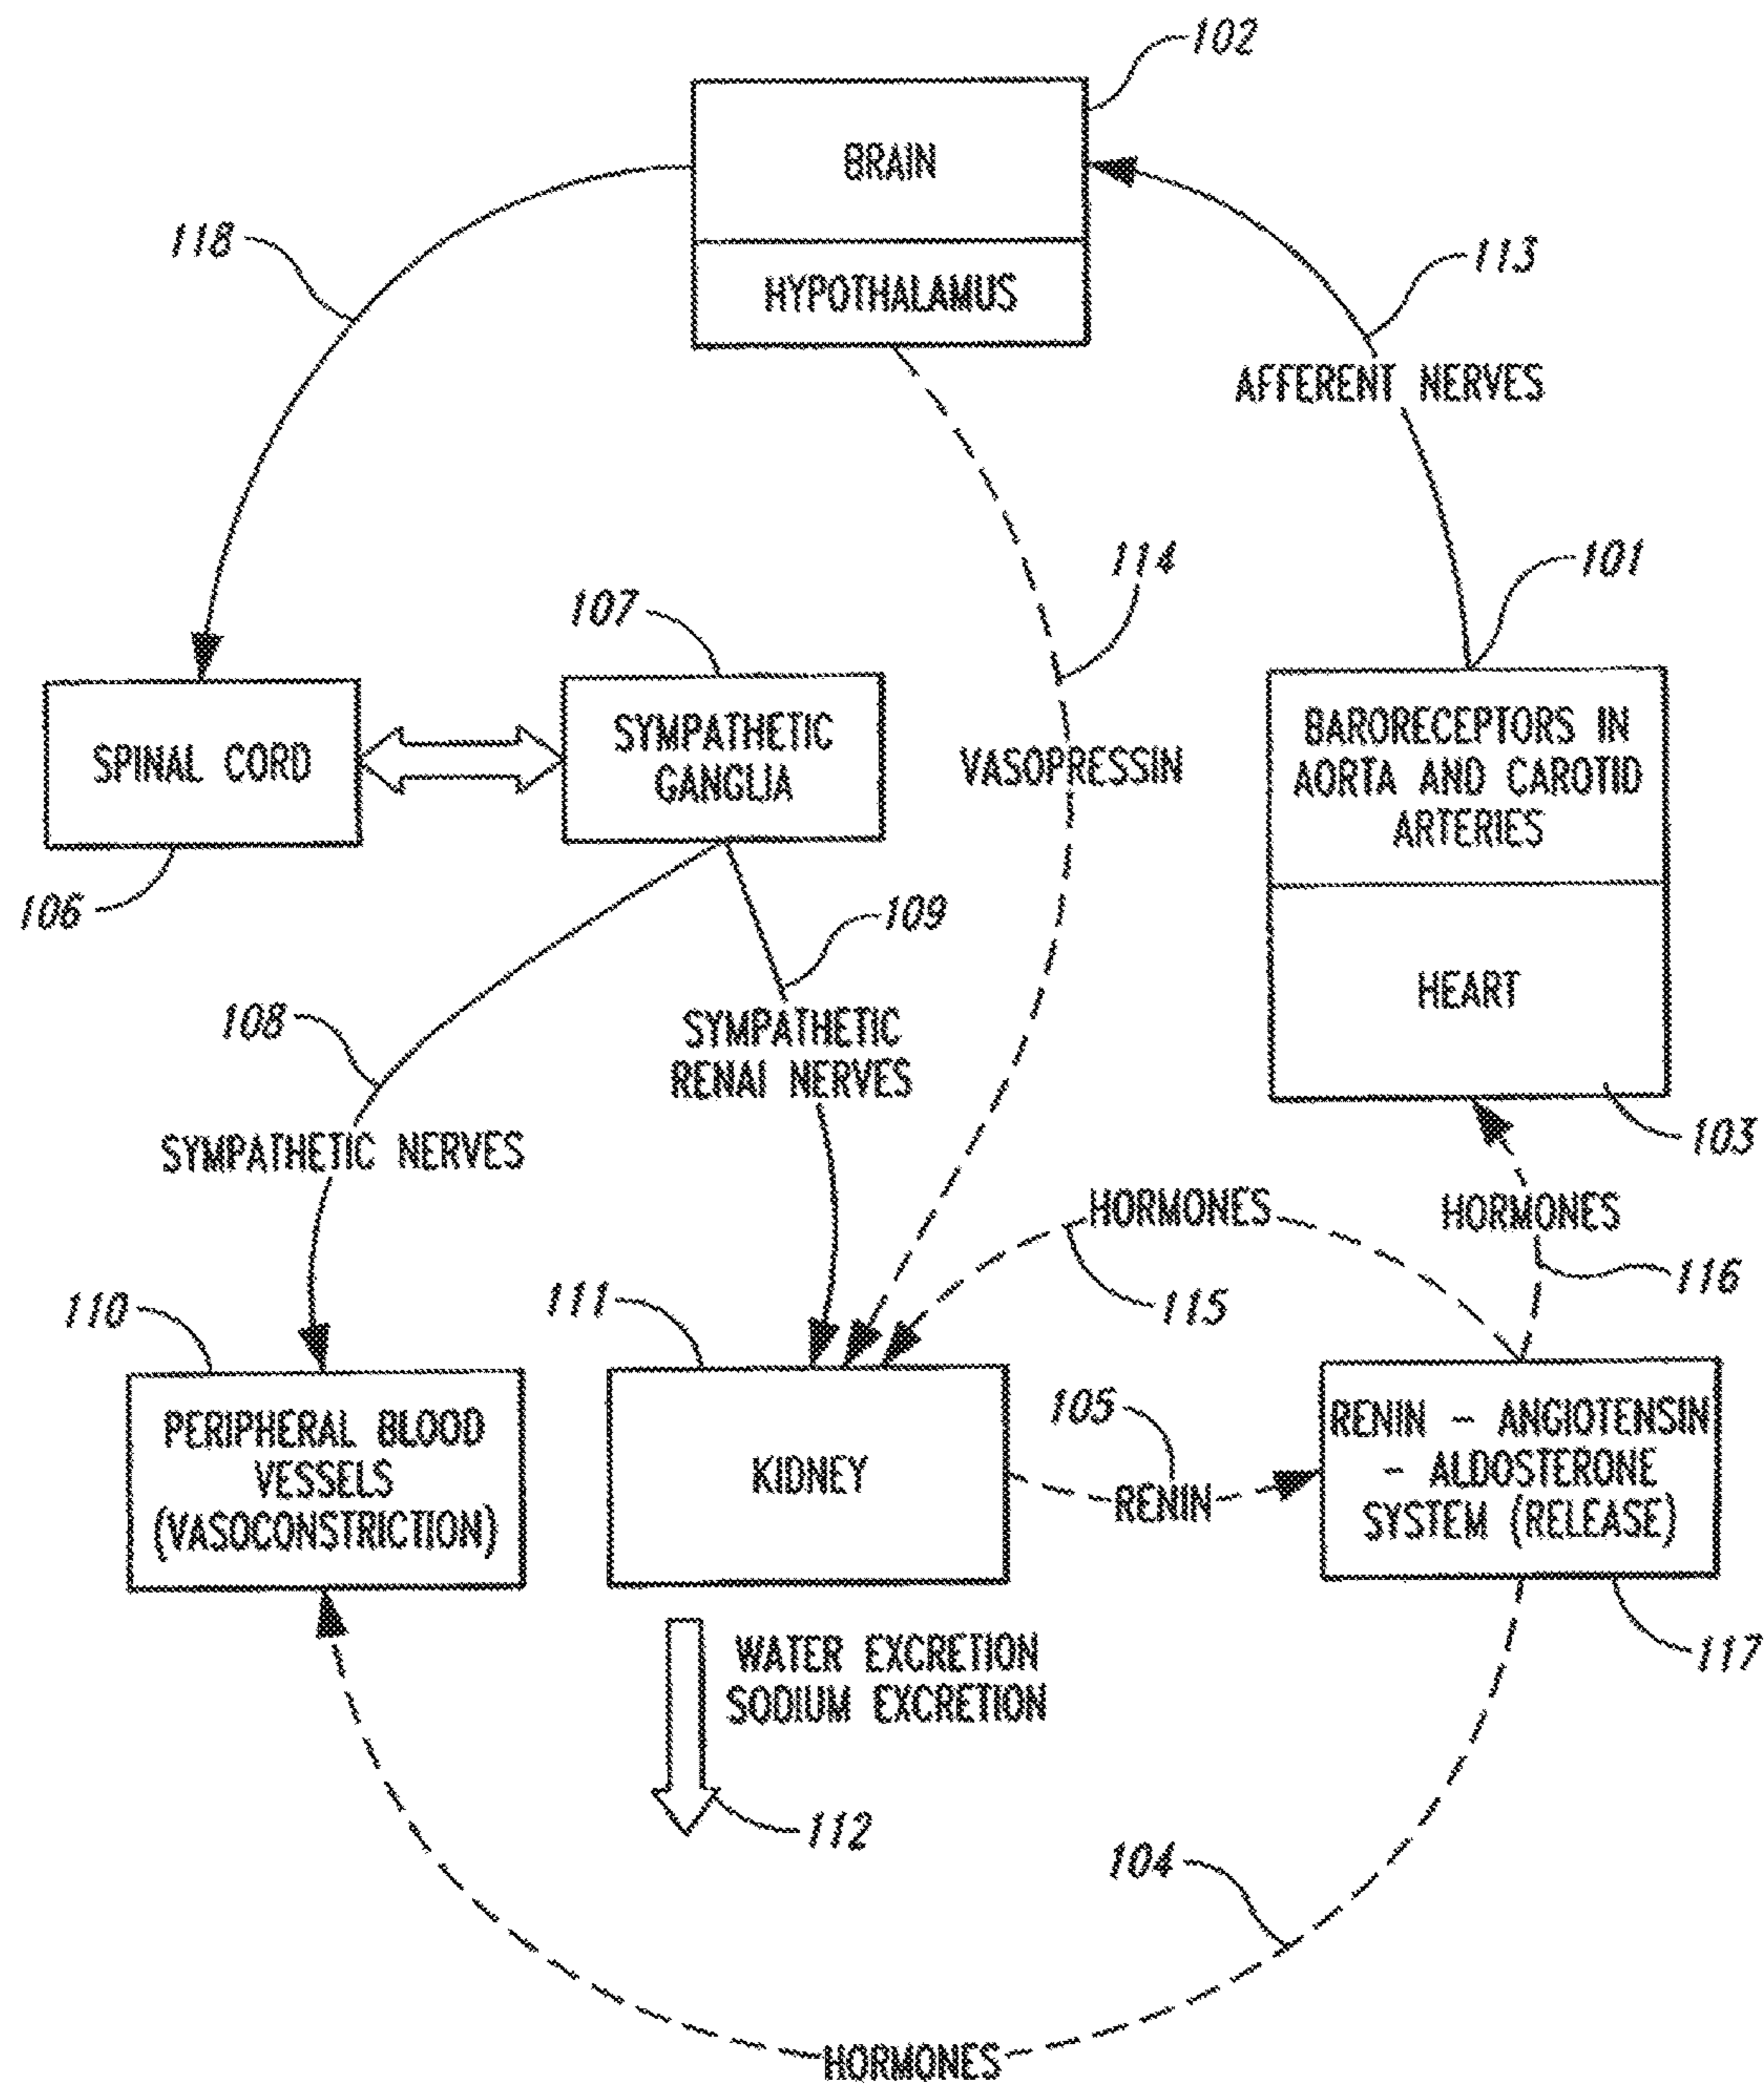 102
BRAIN
118
113
HYPOTHALAMUS
AFFERENT NERVES
114
101
107
BARORECEPTORS IN
AORTA AND CAROTID
ARTERIES
SYMPATHETIC
GANGLIA
SPINAL CORD
VASOPRESSIN
106
109
HEART
108
SYMPATHETIC
RENAI NERVES
103
SYMPATHETIC NERVES
HORMONES
HORMONES
116
110
111
115
105
PERIPHERAL BLOOD
VESSELS
(VASOCONSTRICTION)
KIDNEY
RENIN
RENIN - ANGIOTENSIN
- ALDOSTERONE
SYSTEM (RELEASE)
WATER EXCRETION
SODIUM EXCRETION
117
112
104
HORMONES